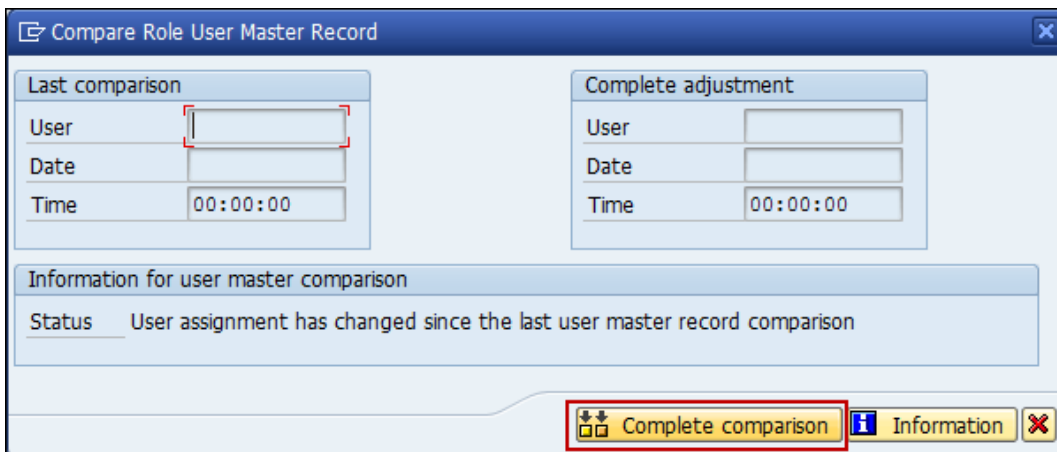 Compare Role User Master Record
Last comparison
User
Date
Time 00:00:00
Complete adjustment
User
Date
Time 00:00:00
Information for user master comparison
Status User assignment has changed since the last user master record comparison
Complete comparison Information